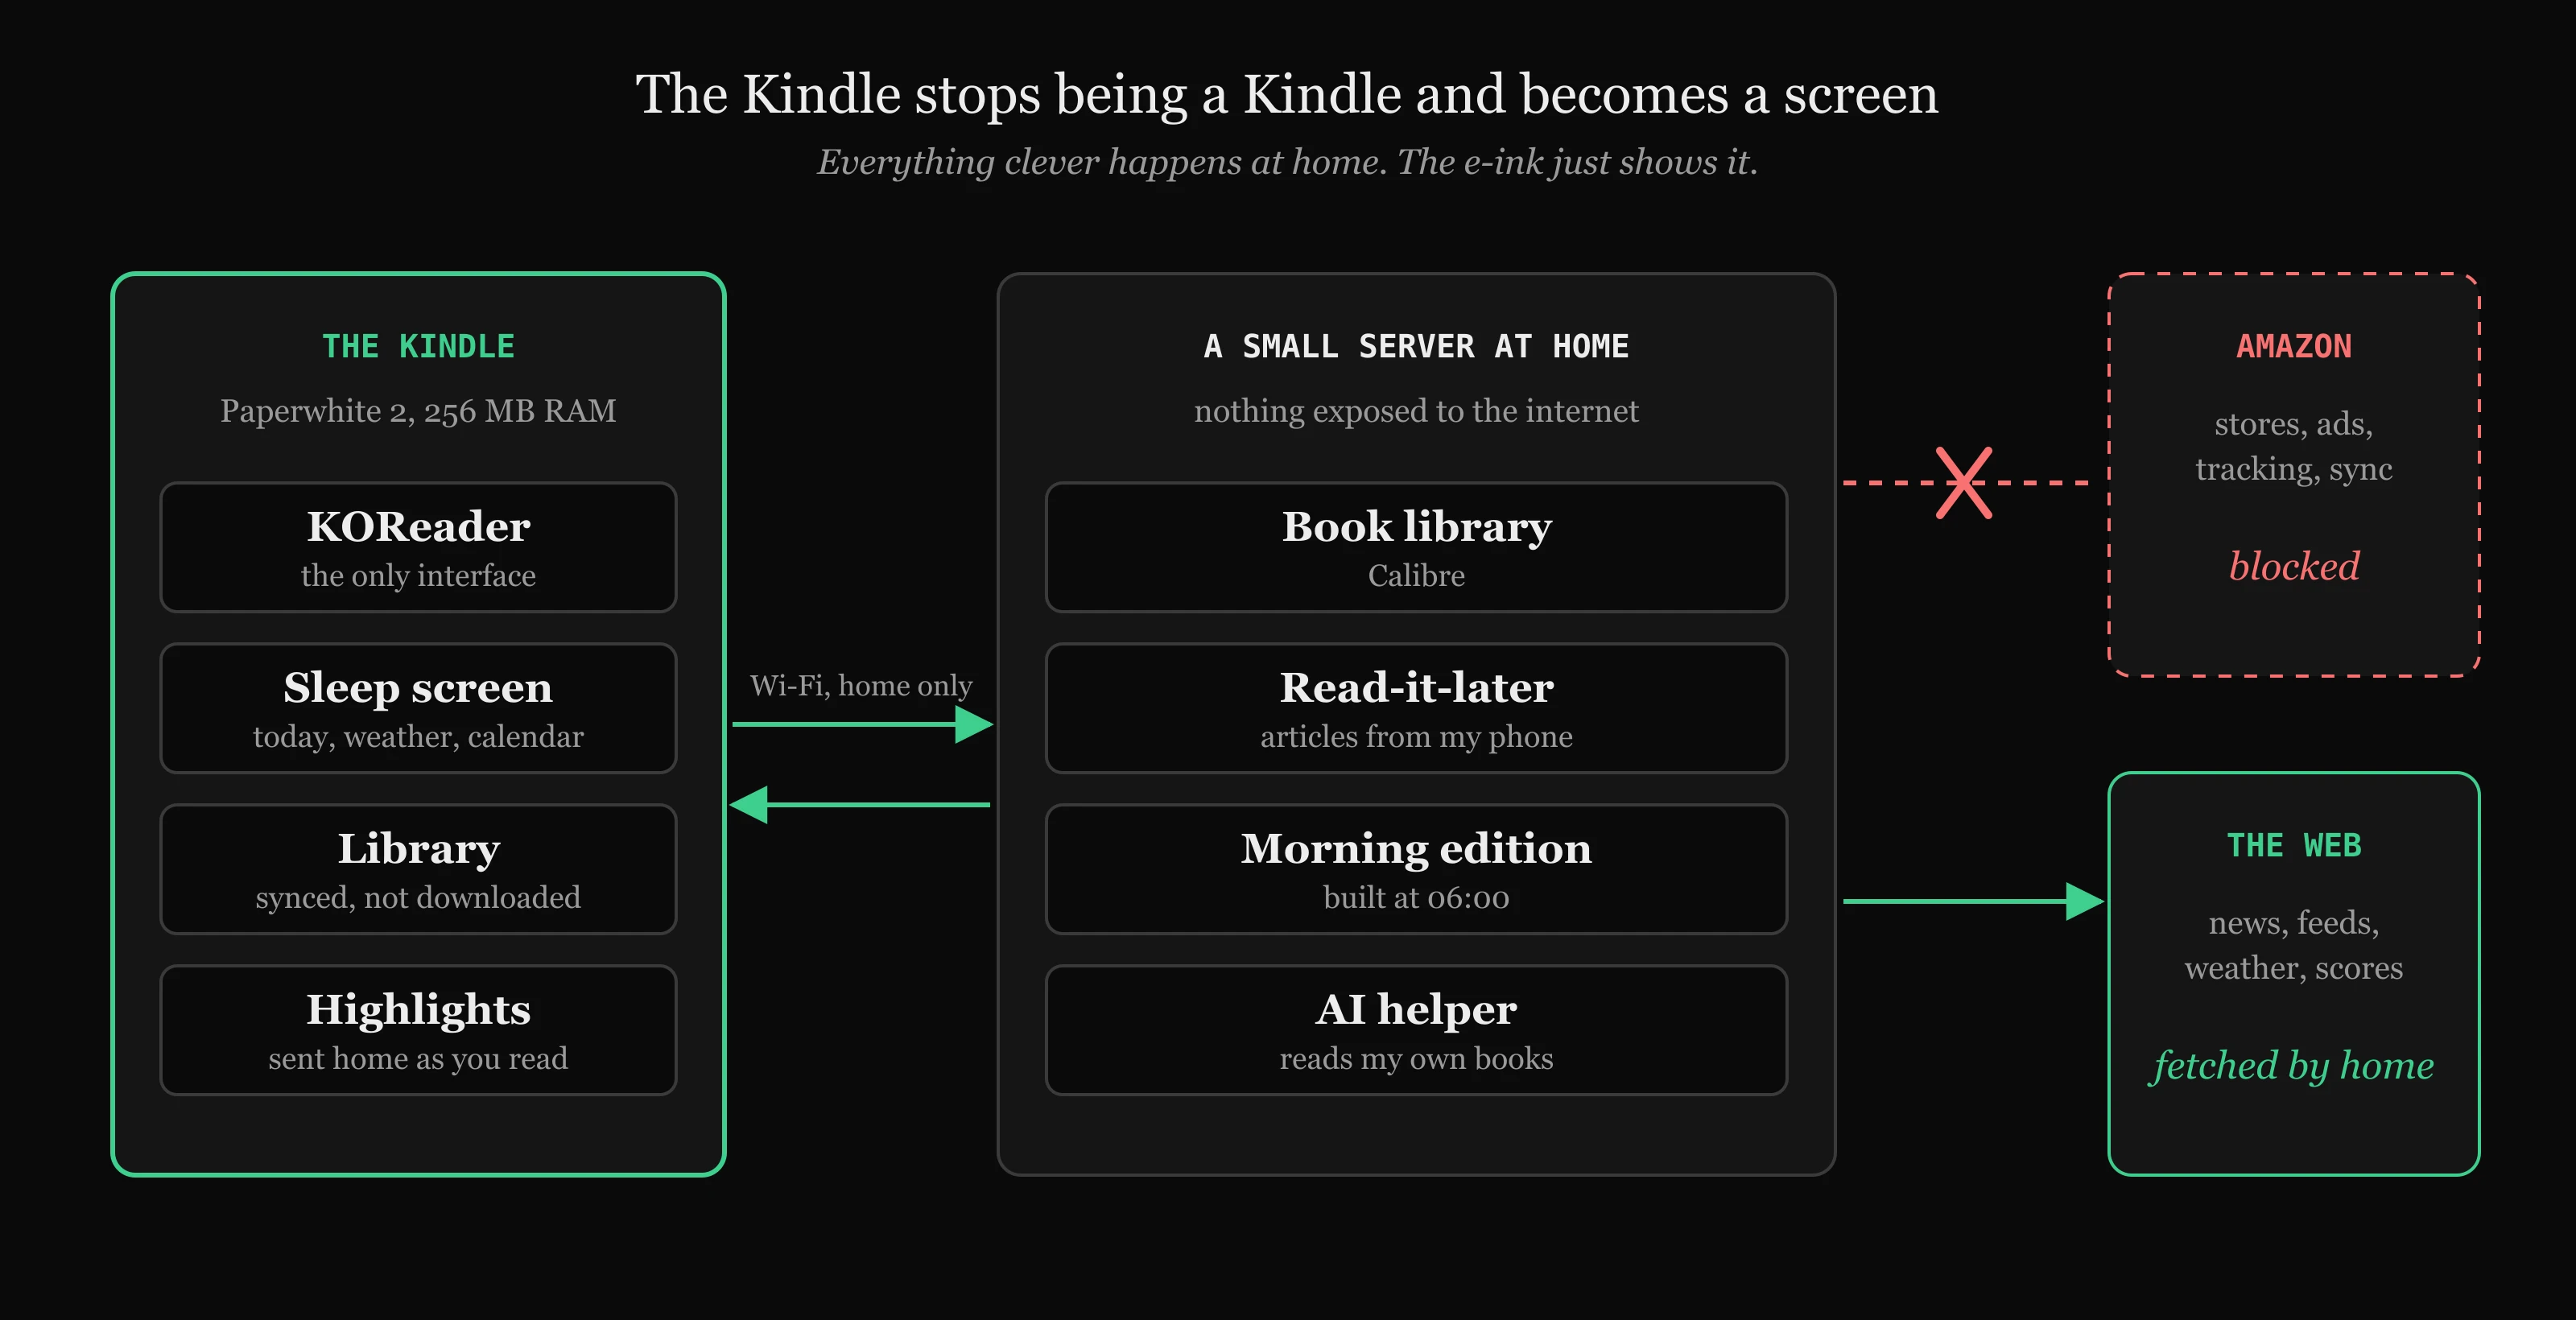 The Kindle stops being a Kindle and becomes a screen
Everything clever happens at home. The e-ink just shows it.
THE KINDLE
Paperwhite 2, 256 MB RAM
KOReader
the only interface
Sleep screen
today, weather, calendar
Library
synced, not downloaded
Highlights
sent home as you read
Wi-Fi, home only
A SMALL SERVER AT HOME
nothing exposed to the internet
Book library
Calibre
Read-it-later
articles from my phone
Morning edition
built at 06:00
AI helper
reads my own books
AMAZON
stores, ads,
tracking, sync
blocked
THE WEB
news, feeds,
weather, scores
fetched by home